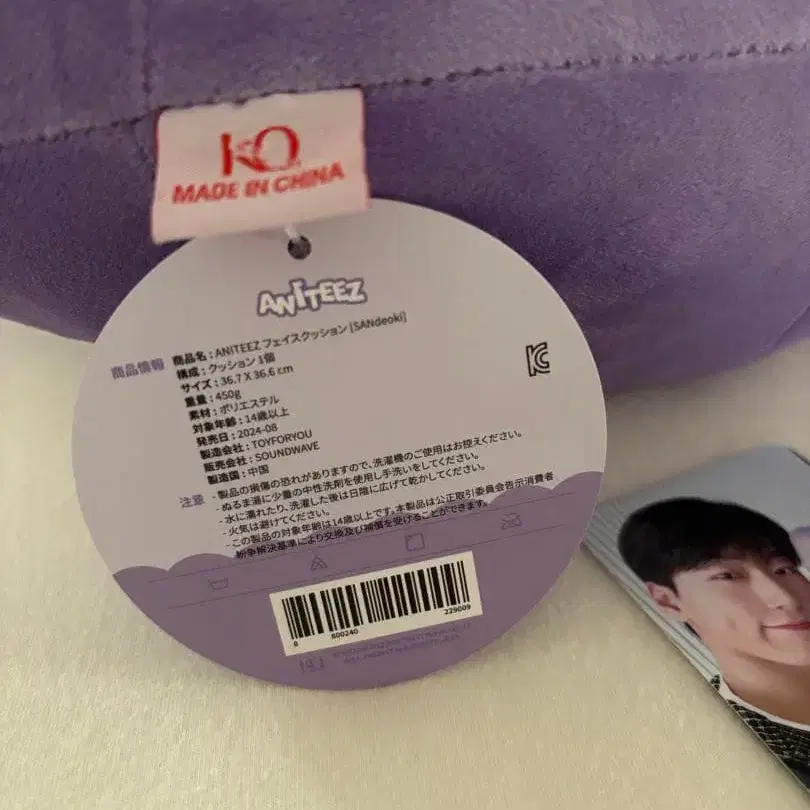 KQ
MADE IN CHINA
ANITEEZ
商品情報
商品名 : ANITEEZ フェイスクッション [SANdeoki]
構成 : クッション 1個
サイズ : 36.7 X 36.6 cm
重量 : 450g
素材 : ポリエステル
対象年齢 : 14歳以上
発売日 : 2024-08
製造会社 : TOYFORYOU
販売会社 : SOUNDWAVE
製造国 : 中国
注意
- 製品の損傷の恐れがありますので、洗濯機のご使用はお控えください。
- ぬるま湯に少量の中性洗剤を使用し手洗いをしてください。
- 水に濡れたり、洗濯した後は日陰に広げて乾かしてください。
- 火気は避けてください。
- この製品の対象年齢は14歳以上です。本製品は公正取引委員会告示消費者
紛争解決基準により交換及び補償を受けることができます。
8 800240 229009